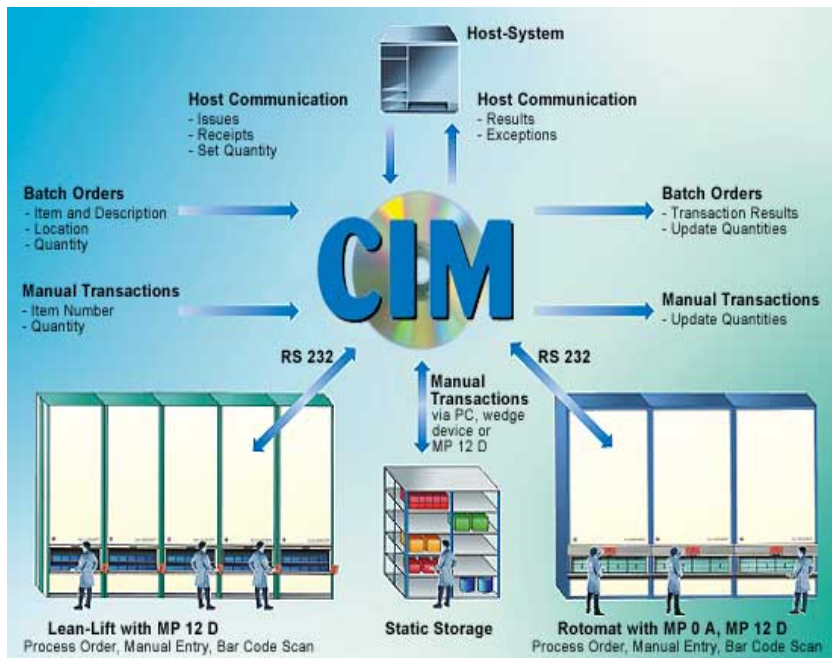 Host-System
Host Communication
- Issues
- Receipts
- Set Quantity
Host Communication
- Results
- Exceptions
Batch Orders
- Item and Description
- Location
- Quantity
Batch Orders
- Transaction Results
- Update Quantities
CIM
Manual Transactions
- Item Number
- Quantity
Manual Transactions
- Update Quantities
RS 232
Manual
Transactions
via PC, wedge
device or
MP 12 D
RS 232
Lean-Lift with MP 12 D
Process Order, Manual Entry, Bar Code Scan
Static Storage
Rotomat with MP 0 A, MP 12 D
Process Order, Manual Entry, Bar Code Scan